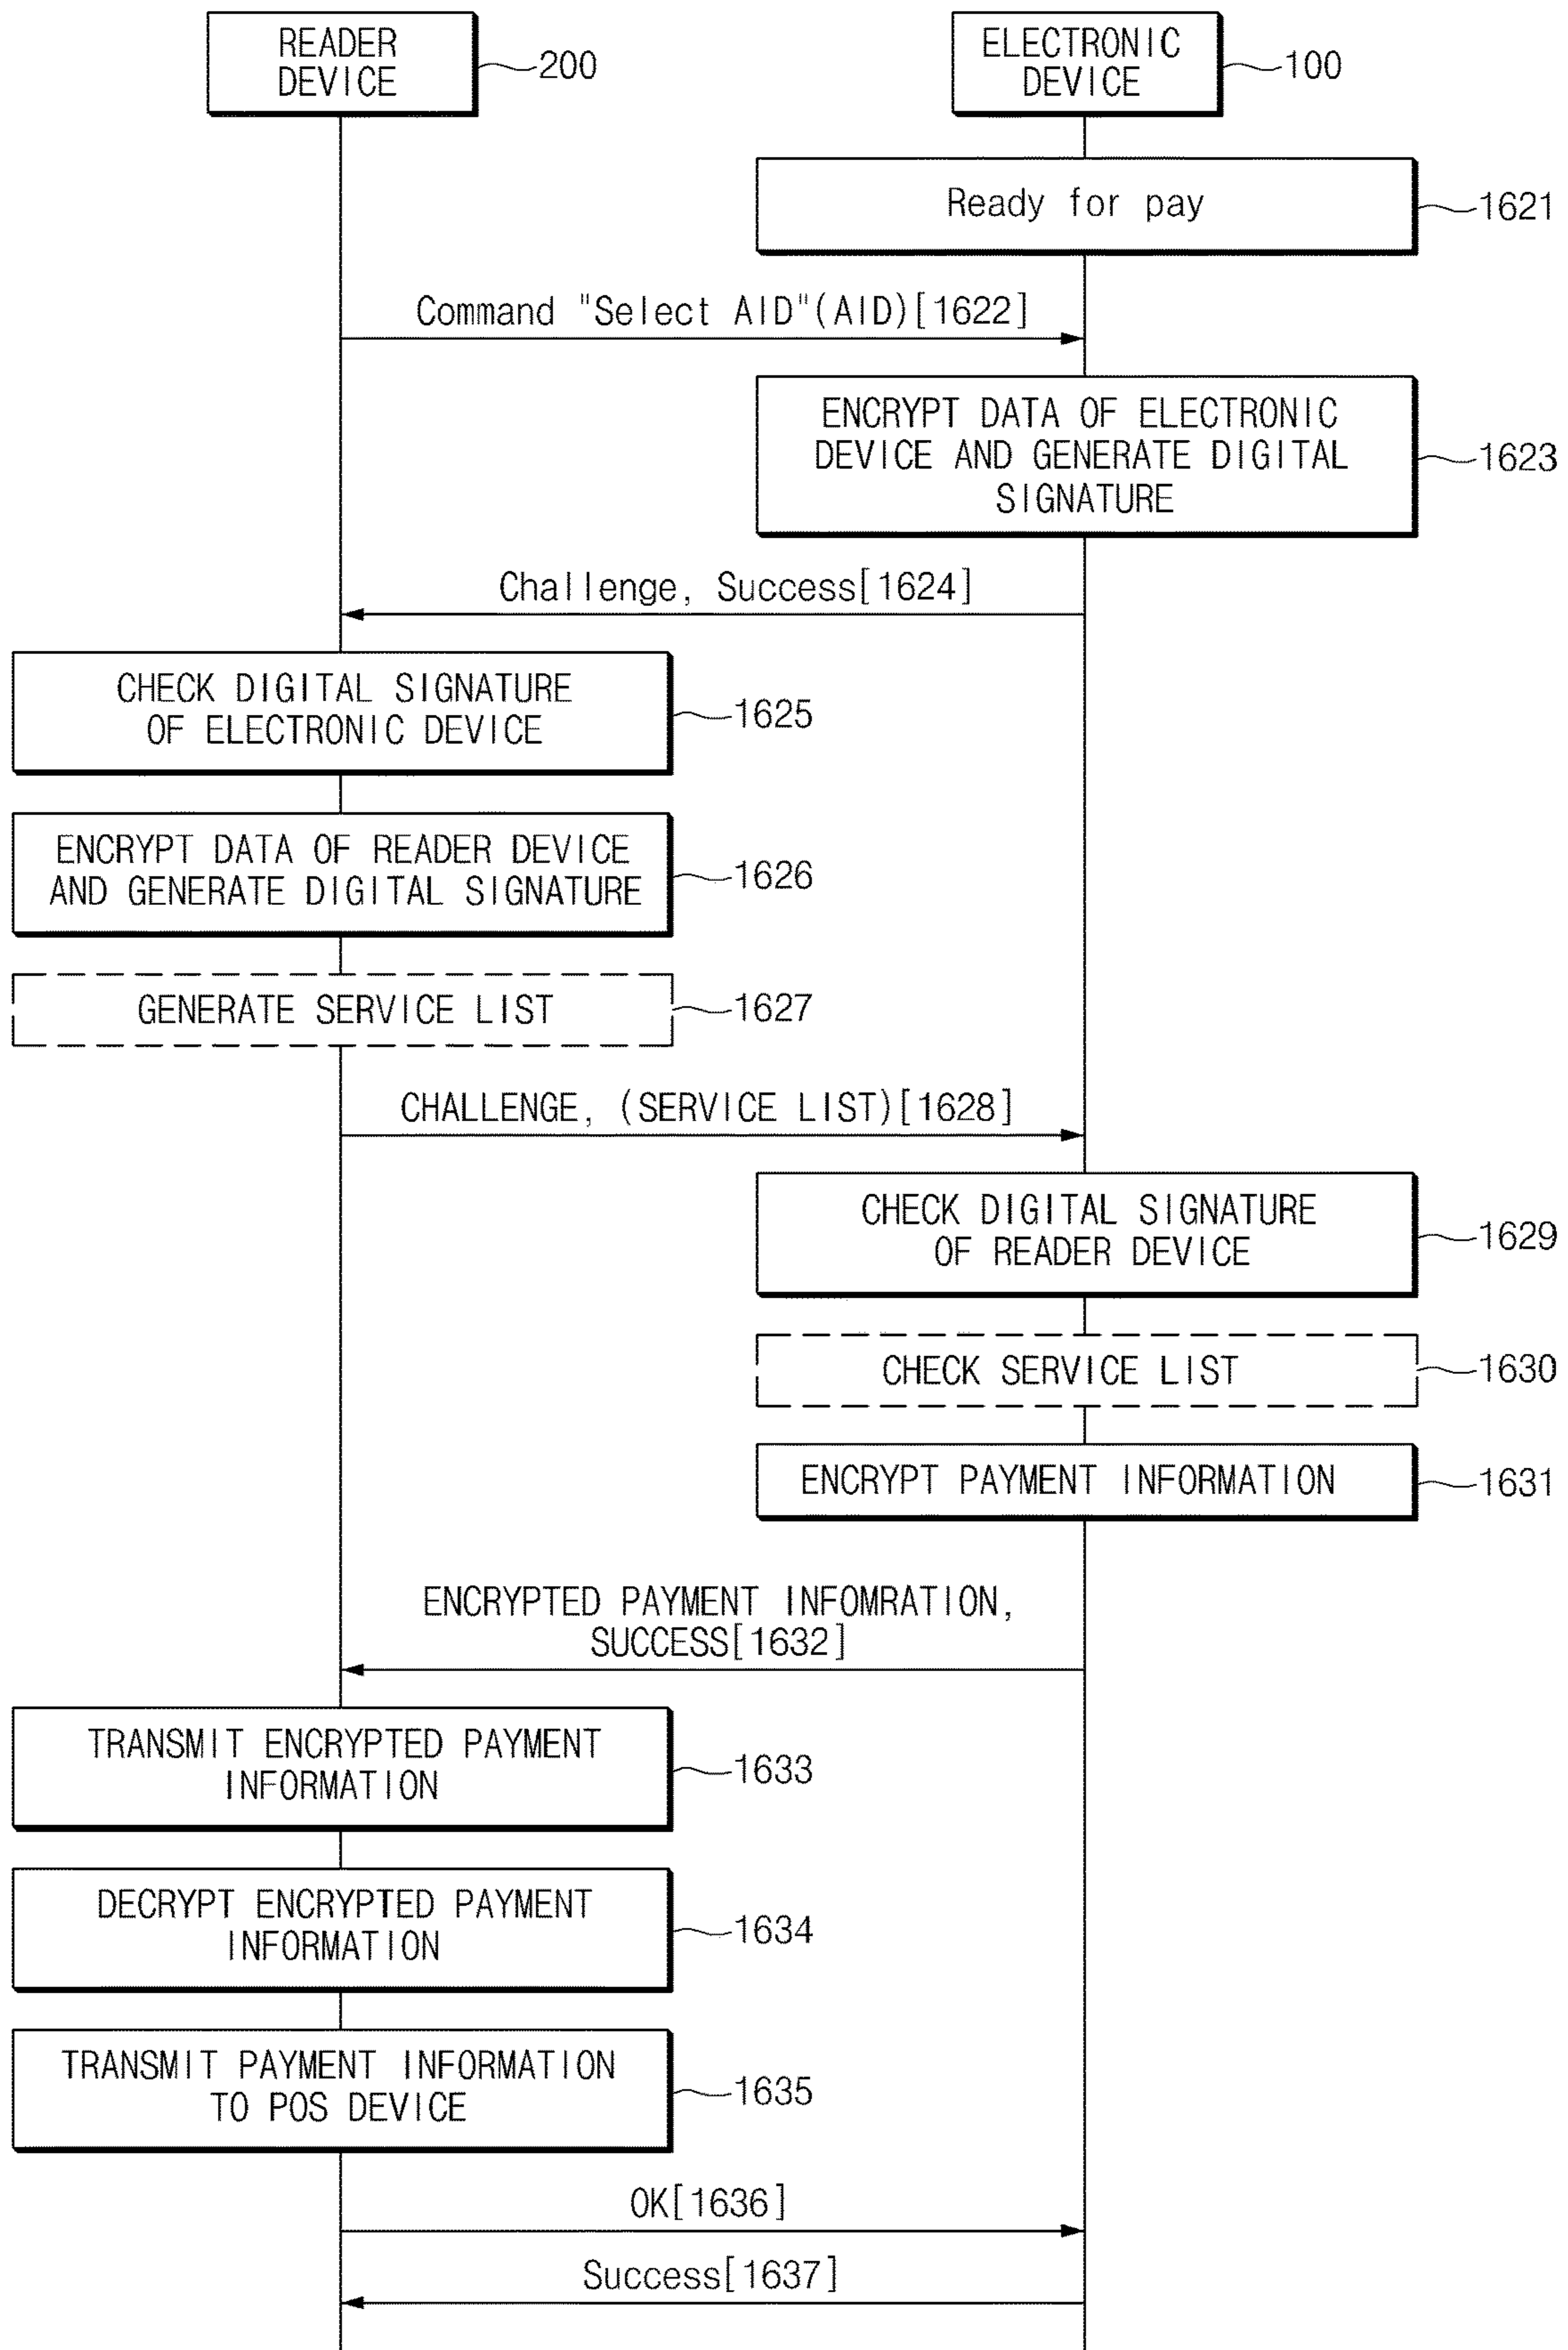 READER
DEVICE
200
ELECTRONIC
DEVICE
100
Ready for pay
1621
Command "Select AID"(AID)[1622]
ENCRYPT DATA OF ELECTRONIC
DEVICE AND GENERATE DIGITAL
SIGNATURE
1623
Challenge, Success[1624]
CHECK DIGITAL SIGNATURE
OF ELECTRONIC DEVICE
1625
ENCRYPT DATA OF READER DEVICE
AND GENERATE DIGITAL SIGNATURE
1626
GENERATE SERVICE LIST
1627
CHALLENGE, (SERVICE LIST)[1628]
CHECK DIGITAL SIGNATURE
OF READER DEVICE
1629
CHECK SERVICE LIST
1630
ENCRYPT PAYMENT INFORMATION
1631
ENCRYPTED PAYMENT INFOMRATION,
SUCCESS[1632]
TRANSMIT ENCRYPTED PAYMENT
INFORMATION
1633
DECRYPT ENCRYPTED PAYMENT
INFORMATION
1634
TRANSMIT PAYMENT INFORMATION
TO POS DEVICE
1635
OK[1636]
Success[1637]